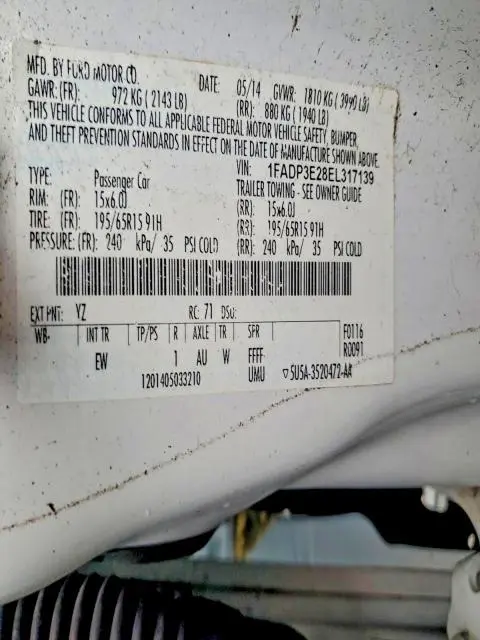 MFD. BY FORD MOTOR CO. DATE: 05/14 GVWR: 1810 KG ( 3990 LB)
GAWR: (FR): 972 KG ( 2143 LB) (RR): 880 KG ( 1940 LB)
THIS VEHICLE CONFORMS TO ALL APPLICABLE FEDERAL MOTOR VEHICLE SAFETY, BUMPER,
AND THEFT PREVENTION STANDARDS IN EFFECT ON THE DATE OF MANUFACTURE SHOWN ABOVE.
VIN: 1FADP3E28EL317139
TYPE: Passenger Car TRAILER TOWING - SEE OWNER GUIDE
RIM: (FR): 15x6.0J (RR): 15x6.0J
TIRE: (FR): 195/65R15 91H (RR): 195/65R15 91H
PRESSURE: (FR): 240 kPa/ 35 PSI COLD (RR): 240 kPa/ 35 PSI COLD
EXT PNT: YZ RC: 71 DSO:
WB- INT TR TP/PS R AXLE TR SPR F0116
EW 1 AU W FFFF R0091
1201405033210 UMU ▽5U5A-3520472-AA